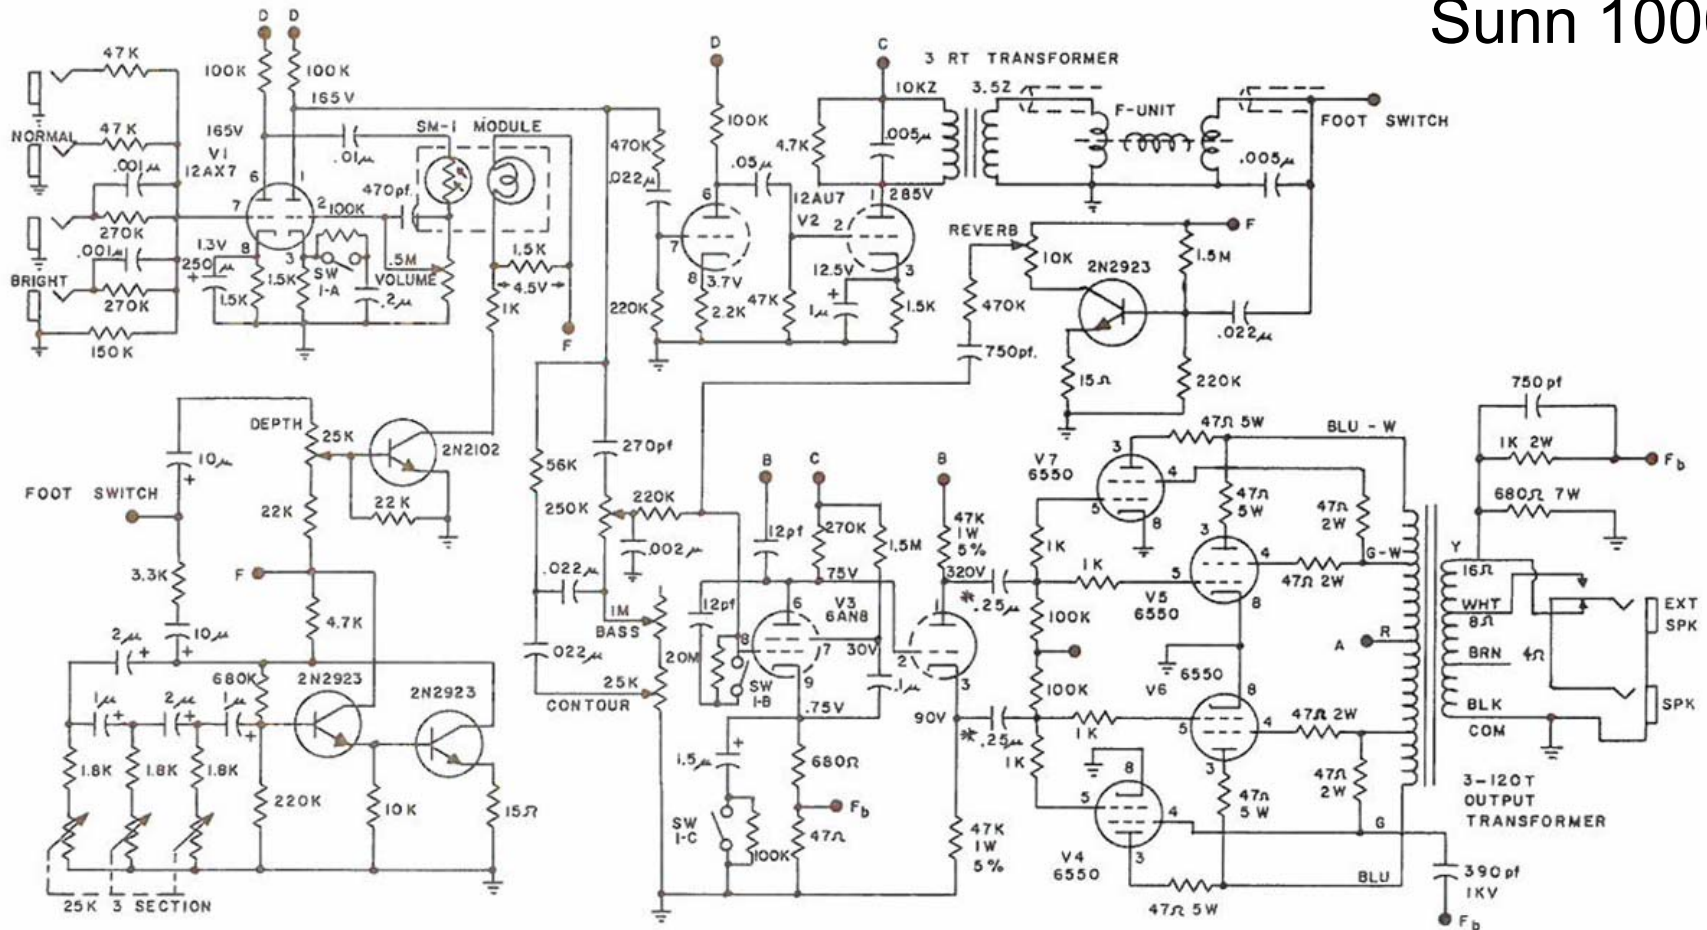 Sunn 100
D D
D
C
3 RT TRANSFORMER
47K
100K
100K
165V
10KZ
3.5Z
F-UNIT
FOOT SWITCH
NORMAL
47K
165V
V1
12AX7
.01µ
SM-1 MODULE
470K
100K
4.7K
.005µ
.005µ
.001µ
6
1
470pf.
.022µ
.05µ
6
12AU7
V2
1
285V
270K
7
2
100K
7
2
REVERB
F
.001µ
1.3V
8
3
SW
1-A
.5M
VOLUME
1.5K
8
3.7V
12.5V
3
10K
2N2923
1.5M
BRIGHT
250µ
+
1.5K
1.5K
.2µ
4.5V
1K
220K
2.2K
47K
+
1µ
1.5K
470K
270K
150K
F
750pf.
.022µ
15Ω
220K
750pf
DEPTH
25K
2N2102
10µ
+
56K
270pf
B
C
B
V7
6550
3
47Ω 5W
BLU - W
1K 2W
Fb
4
5
8
47Ω
5W
47Ω
2W
680Ω 7W
FOOT SWITCH
22K
22K
250K
220K
.002µ
12pf
270K
1.5M
47K
1W
5%
1K
3
4
G-W
F
3.3K
.022µ
75V
320V
*.25µ
1K
5
47Ω 2W
Y
16Ω
V5
6550
8
4.7K
1M
BASS
12pf
6
V3
6AN8
1
100K
WHT
8Ω
EXT
SPK
2µ
+
10µ
+
.022µ
20M
8
7
30V
2
A
R
BRN
4Ω
680K
2N2923
2N2923
25K
CONTOUR
SW
1-B
9
.1µ
3
100K
6550
V6
8
BLK
COM
SPK
1µ
+
2µ
+
1µ
+
.75V
90V
*.25µ
1K
5
4
47Ω 2W
1.8K
1.8K
1.8K
1.5µ
+
680Ω
1K
8
3
47Ω
5W
47Ω
2W
3-120T
OUTPUT
TRANSFORMER
220K
10K
15Ω
SW
1-C
Fb
100K
47Ω
47K
1W
5%
5
4
G
V4
6550
3
BLU
390pf
1KV
25K 3 SECTION
47Ω 5W
Fb